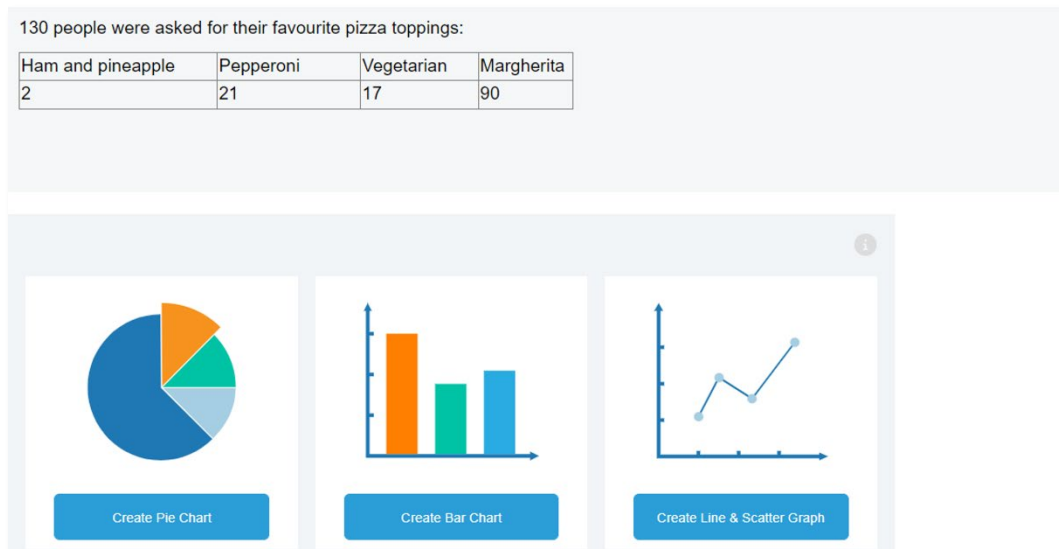 130 people were asked for their favourite pizza toppings:
Ham and pineapple Pepperoni Vegetarian Margherita
2 21 17 90
i
Create Pie Chart Create Bar Chart Create Line & Scatter Graph